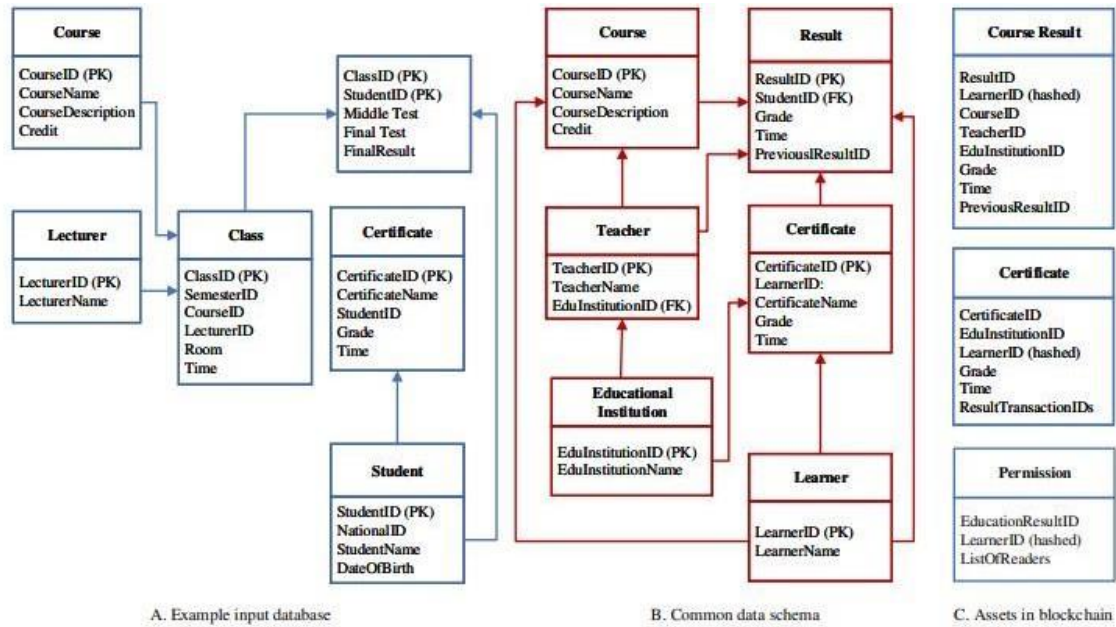 Course
CourseID (PK)
CourseName
CourseDescription
Credit
ClassID (PK)
StudentID (PK)
Middle Test
Final Test
FinalResult
Lecturer
LecturerID (PK)
LecturerName
Class
ClassID (PK)
SemesterID
CourseID
LecturerID
Room
Time
Certificate
CertificateID (PK)
CertificateName
StudentID
Grade
Time
Student
StudentID (PK)
NationalID
StudentName
DateOfBirth
A. Example input database
Course
CourseID (PK)
CourseName
CourseDescription
Credit
Result
ResultID (PK)
StudentID (FK)
Grade
Time
PreviouslResultID
Teacher
TeacherID (PK)
TeacherName
EduInstitutionID (FK)
Certificate
CertificateID (PK)
LearnerID:
CertificateName
Grade
Time
Educational
Institution
EduInstitutionID (PK)
EduInstitutionName
Learner
LearnerID (PK)
LearnerName
B. Common data schema
Course Result
ResultID
LearnerID (hashed)
CourseID
TeacherID
EduInstitutionID
Grade
Time
PreviousResultID
Certificate
CertificateID
EduInstitutionID
LearnerID (hashed)
Grade
Time
ResultTransactionIDs
Permission
EducationResultID
LearnerID (hashed)
ListOfReaders
C. Assets in blockchain